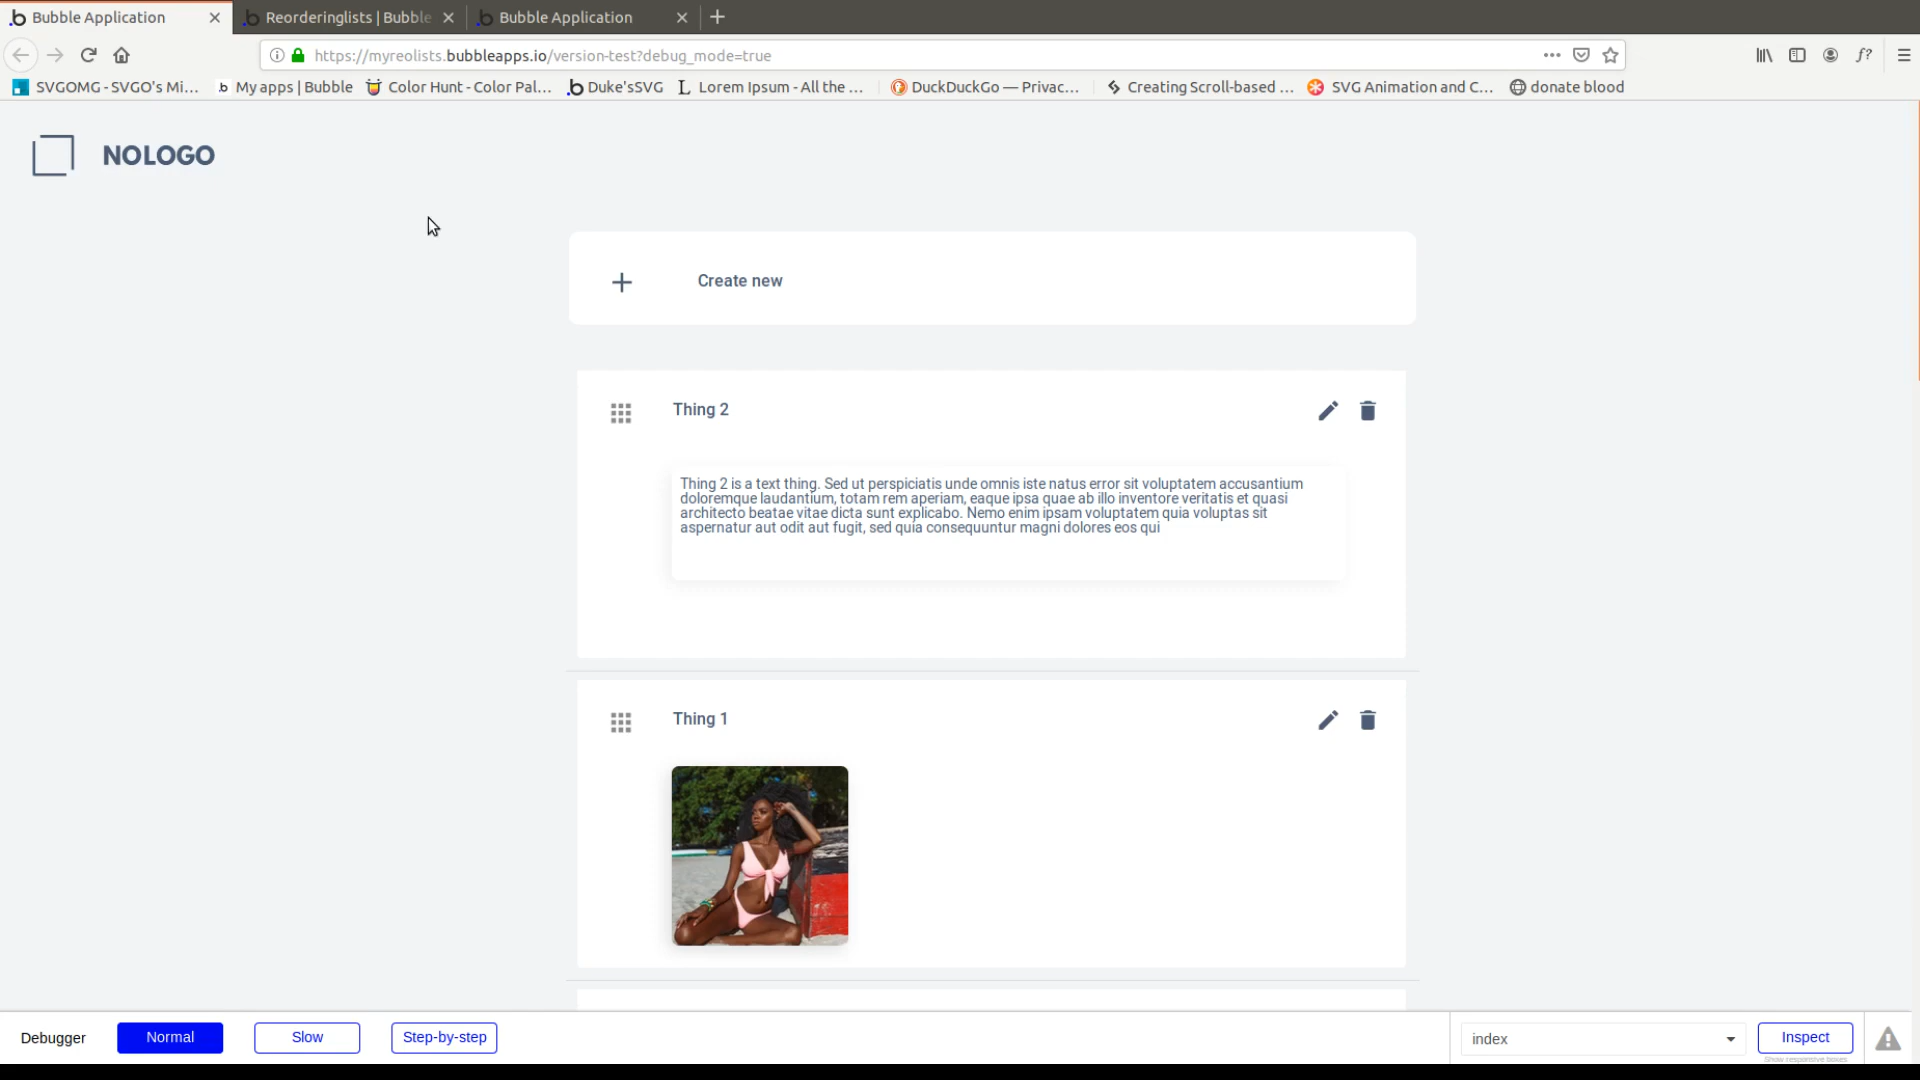 Bubble Application
Reorderinglists | Bubble
Bubble Application
https://myreolists.bubbleapps.io/version-test?debug_mode=true
SVGOMG - SVGO's Mi...
My apps | Bubble
Color Hunt - Color Pal...
Duke'sSVG
Lorem Ipsum - All the ...
DuckDuckGo — Privac...
Creating Scroll-based ...
SVG Animation and C...
donate blood
NOLOGO
Create new
Thing 2
Thing 2 is a text thing. Sed ut perspiciatis unde omnis iste natus error sit voluptatem accusantium
doloremque laudantium, totam rem aperiam, eaque ipsa quae ab illo inventore veritatis et quasi
architecto beatae vitae dicta sunt explicabo. Nemo enim ipsam voluptatem quia voluptas sit
aspernatur aut odit aut fugit, sed quia consequuntur magni dolores eos qui
Thing 1
Debugger
Normal
Slow
Step-by-step
index
Inspect
Show responsive boxes